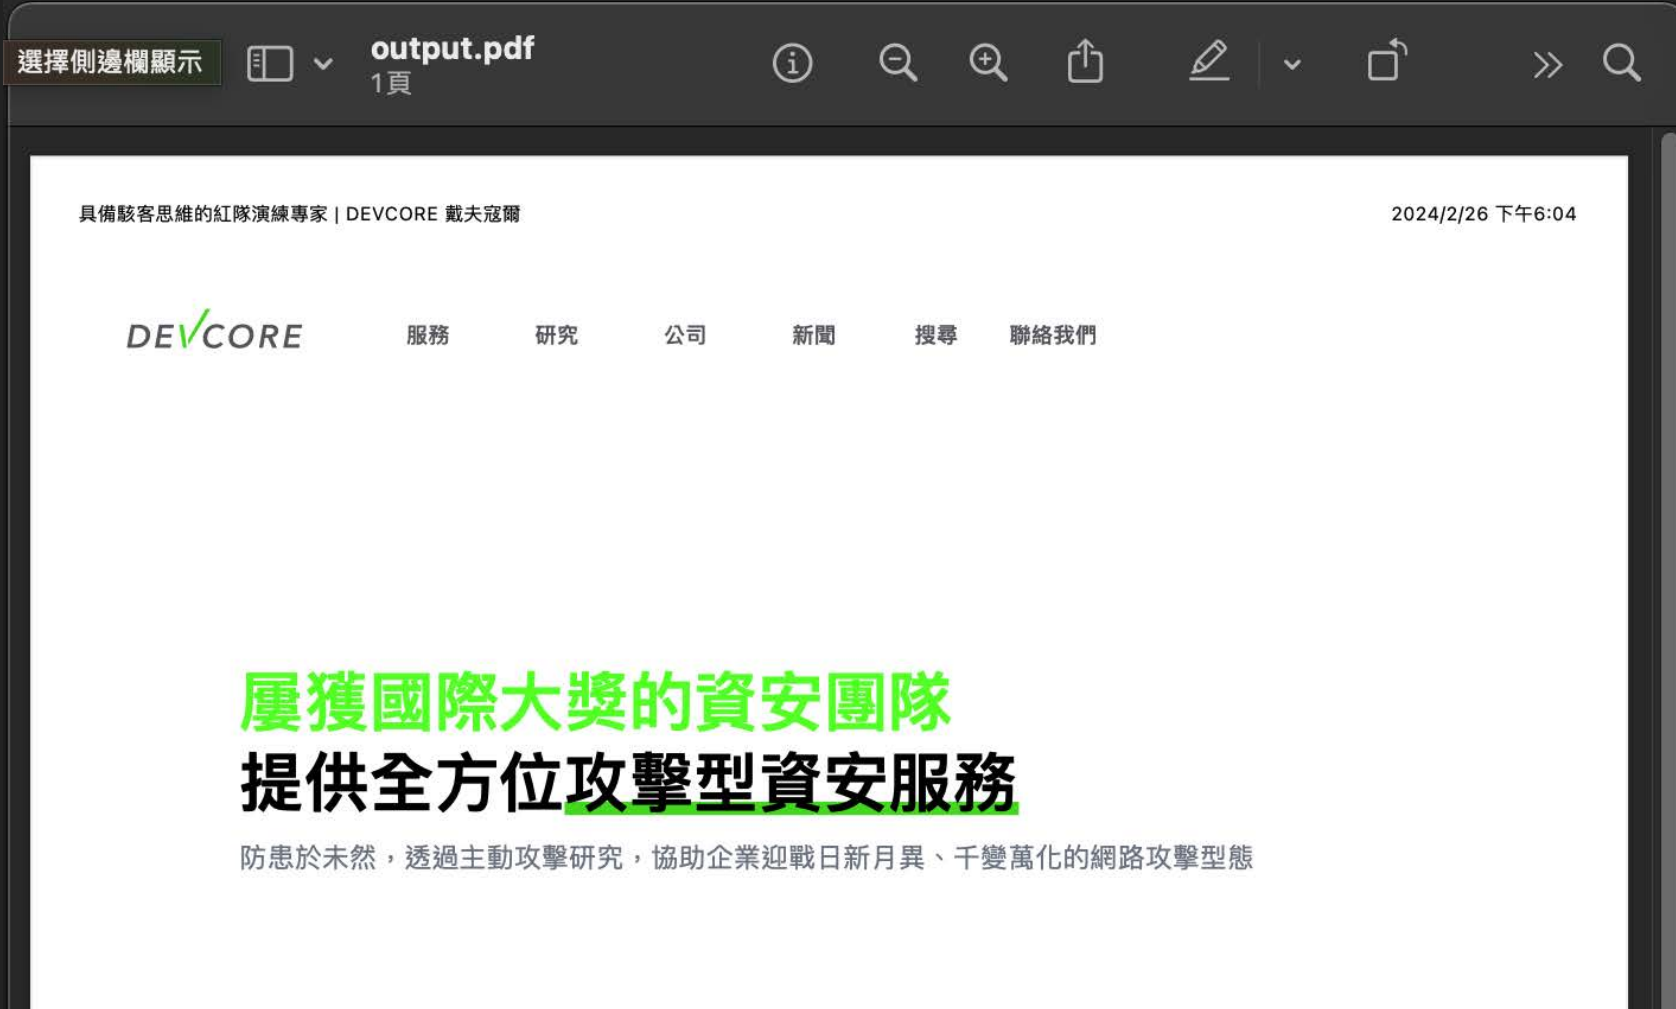 選擇側邊欄顯示
output.pdf
1頁
具備駭客思維的紅隊演練專家 | DEVCORE 戴夫寇爾
2024/2/26 下午6:04
DEVCORE 服務 研究 公司 新聞 搜尋 聯絡我們
屢獲國際大獎的資安團隊
提供全方位攻擊型資安服務
防患於未然，透過主動攻擊研究，協助企業迎戰日新月異、千變萬化的網路攻擊型態